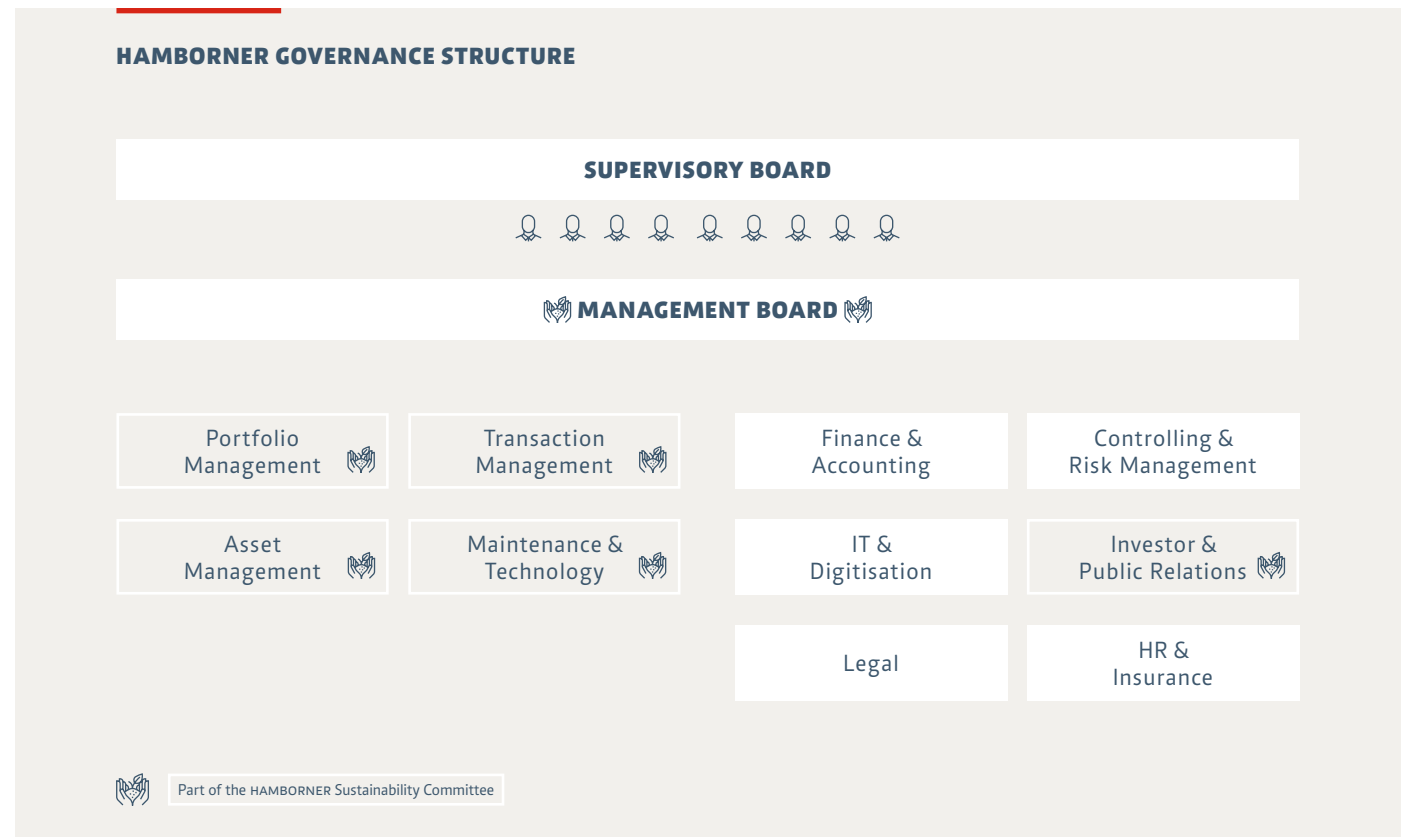 HAMBORNER GOVERNANCE STRUCTURE
SUPERVISORY BOARD
MANAGEMENT BOARD
Portfolio
Management
Transaction
Management
Finance &
Accounting
Controlling &
Risk Management
Asset
Management
Maintenance &
Technology
IT &
Digitisation
Investor &
Public Relations
Legal
HR &
Insurance
Part of the HAMBORNER Sustainability Committee